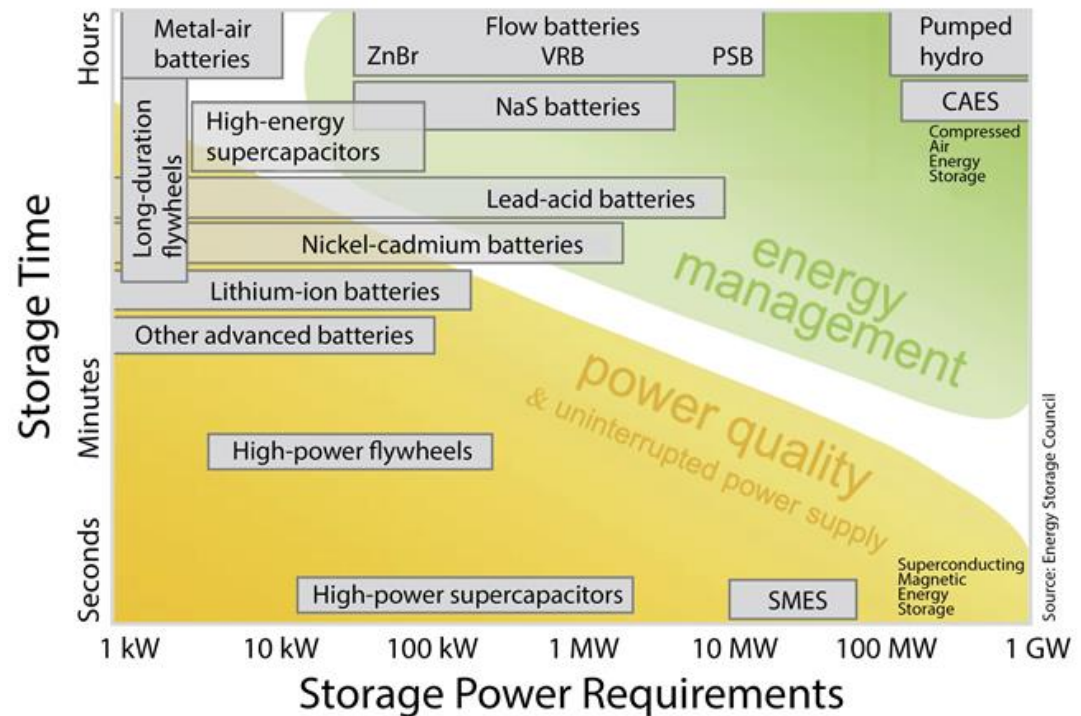 Storage Time
Hours
Minutes
Seconds
Metal-air
batteries
Flow batteries
ZnBr VRB PSB
Pumped
hydro
Long-duration
flywheels
High-energy
supercapacitors
NaS batteries
CAES
Compressed
Air
Energy
Storage
Lead-acid batteries
Nickel-cadmium batteries
energy
management
Lithium-ion batteries
Other advanced batteries
power quality
& uninterrupted power supply
High-power flywheels
High-power supercapacitors
SMES
Superconducting
Magnetic
Energy
Storage
Source: Energy Storage Council
1 kW 10 kW 100 kW 1 MW 10 MW 100 MW 1 GW
Storage Power Requirements